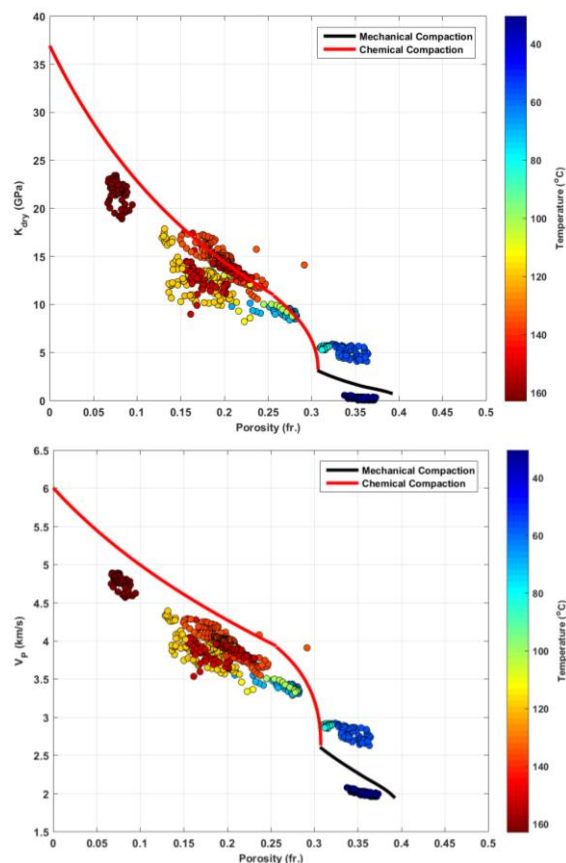 40
35
30
25
20
15
10
5
0
K_dry (GPa)
0 0.05 0.1 0.15 0.2 0.25 0.3 0.35 0.4 0.45 0.5
Porosity (fr.)
Mechanical Compaction
Chemical Compaction
40
60
80
100
120
140
160
Temperature (°C)
6.5
6
5.5
5
4.5
4
3.5
3
2.5
2
1.5
V_P (km/s)
0 0.05 0.1 0.15 0.2 0.25 0.3 0.35 0.4 0.45 0.5
Porosity (fr.)
Mechanical Compaction
Chemical Compaction
40
60
80
100
120
140
160
Temperature (°C)